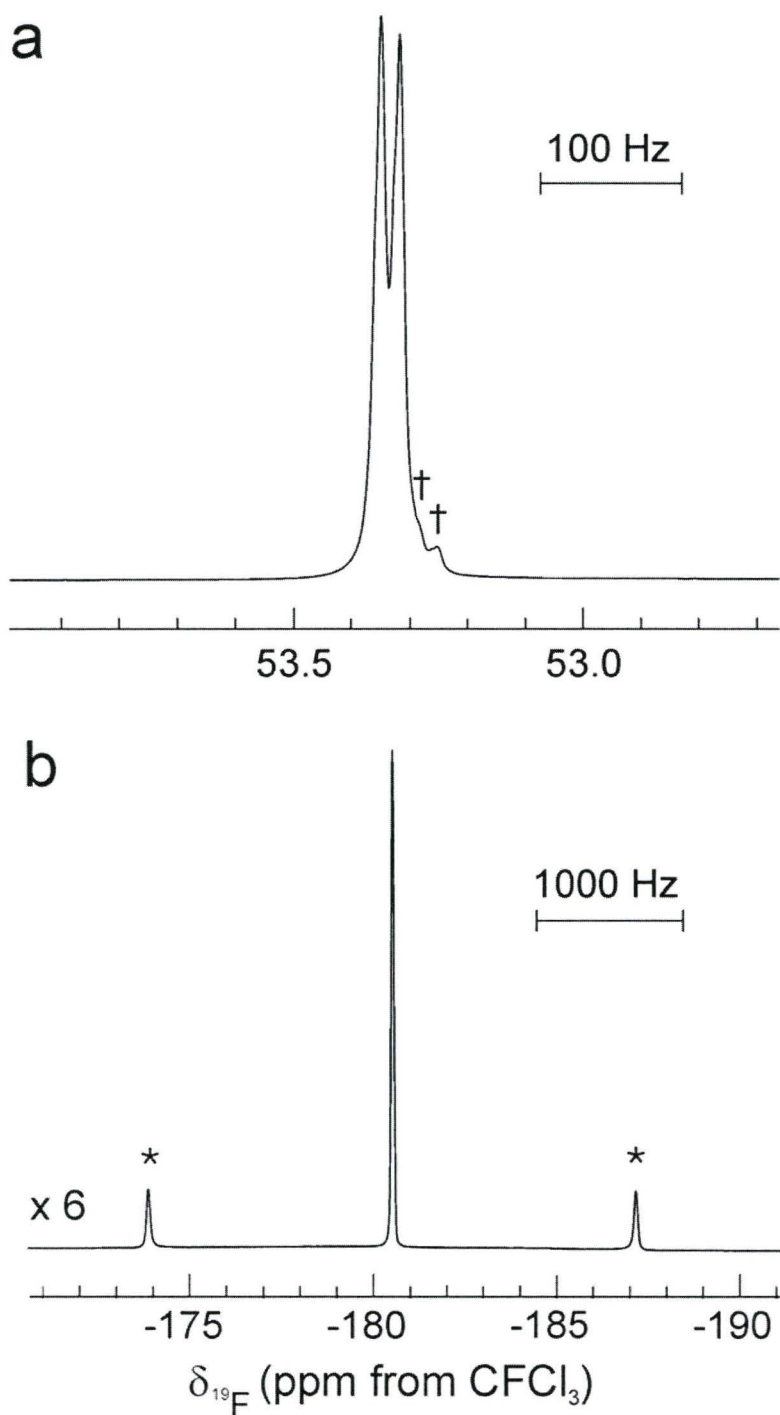 a
100 Hz
† †
53.5 53.0
b
1000 Hz
* *
x 6
-175 -180 -185 -190
δ₁₉F (ppm from CFCl₃)